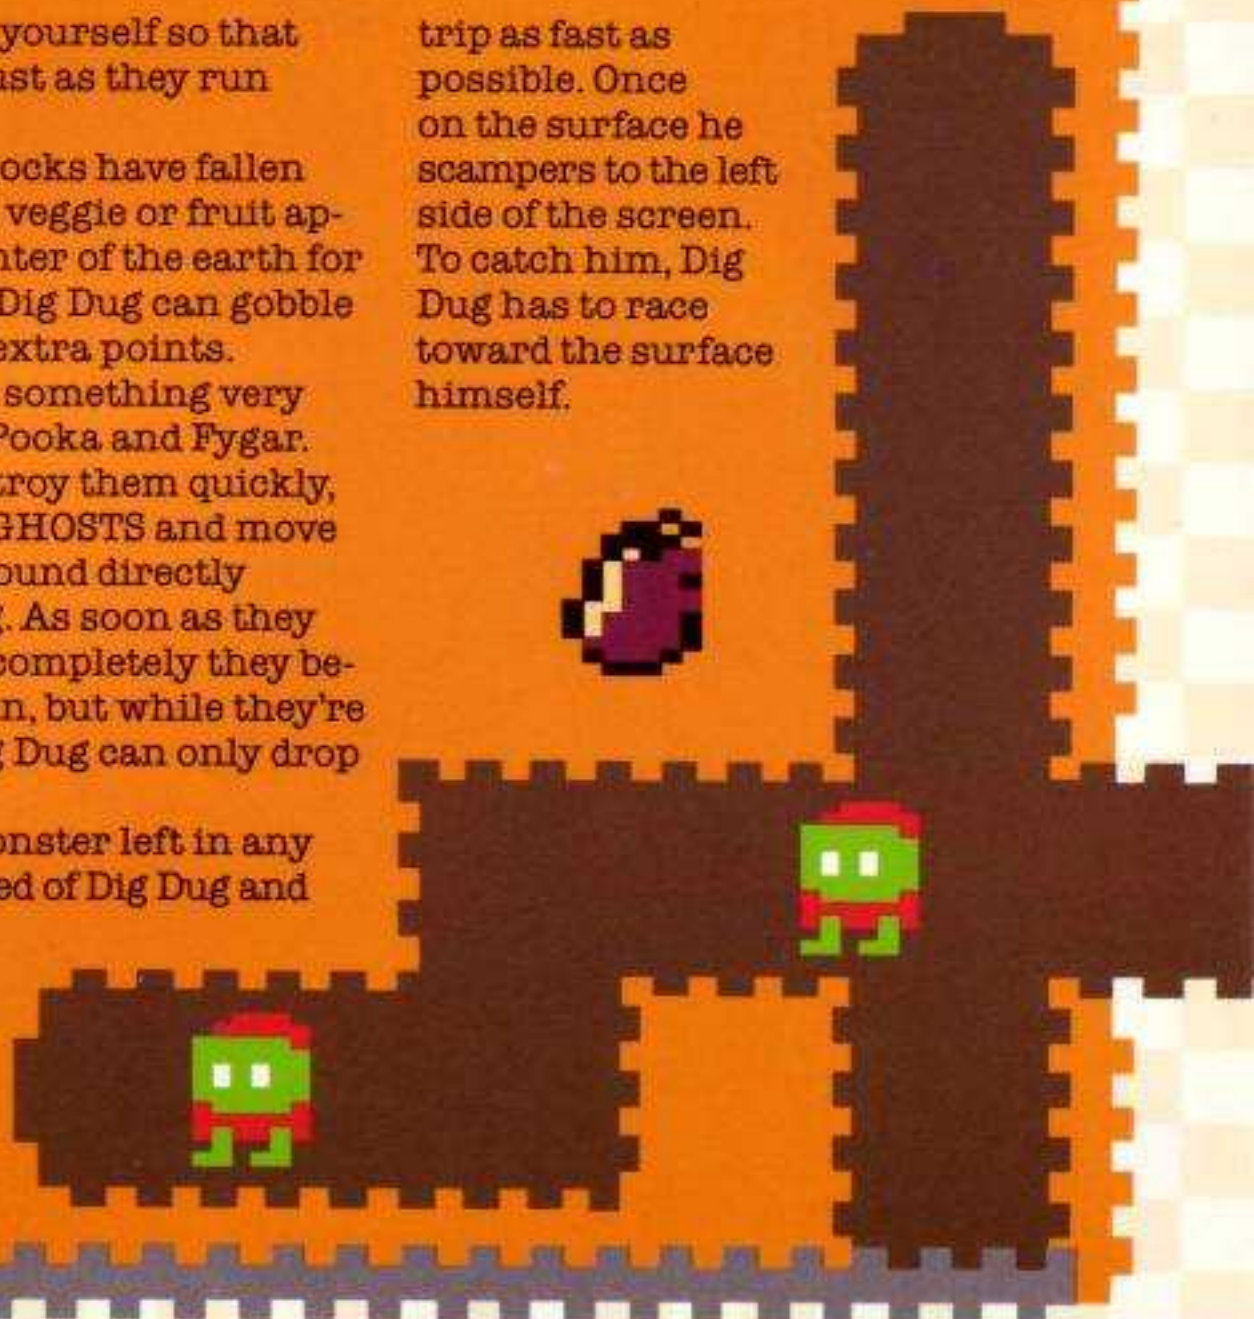 yourself so that
ust as they run
ocks have fallen
veggie or fruit ap-
nter of the earth for
Dig Dug can gobble
extra points.
something very
Pooka and Fygar.
troy them quickly,
GHOSTS and move
ound directly
g. As soon as they
completely they be-
n, but while they're
g Dug can only drop
onster left in any
ed of Dig Dug and
trip as fast as
possible. Once
on the surface he
scampers to the left
side of the screen.
To catch him, Dig
Dug has to race
toward the surface
himself.